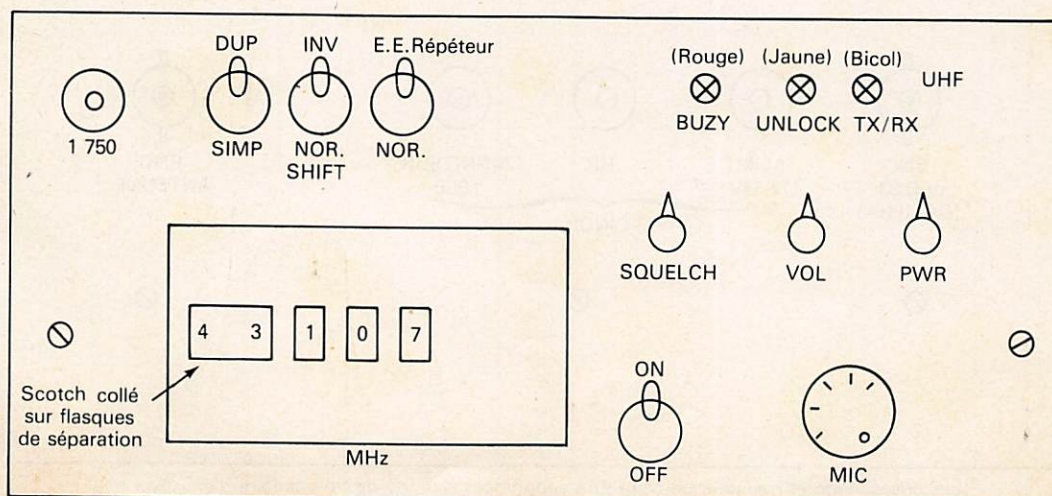 DUP INV E.E.Répéteur
1 750 SIMP NOR. NOR.
SHIFT
(Rouge) (Jaune) (Bicol) UHF
BUZY UNLOCK TX/RX
SQUELCH VOL PWR
4 3 1 0 7
Scotch collé
sur flasques
de séparation
MHz
ON
OFF
MIC